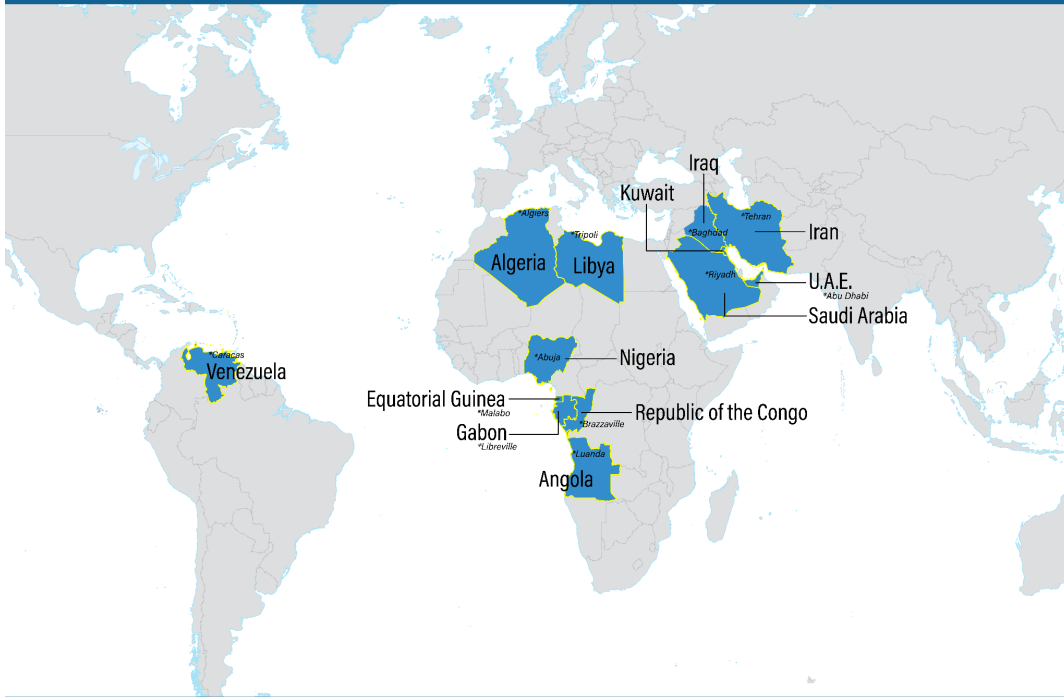 Iraq
Kuwait
*Algiers
*Tehran
*Tripoli
*Baghdad
Iran
Algeria
Libya
*Riyadh
U.A.E.
*Abu Dhabi
Saudi Arabia
*Caracas
Venezuela
*Abuja
Nigeria
Equatorial Guinea
*Malabo
Republic of the Congo
*Brazzaville
Gabon
*Libreville
*Luanda
Angola